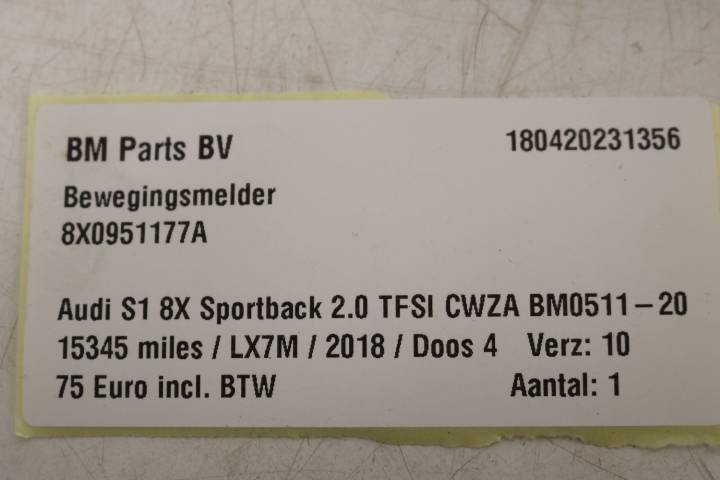 BM Parts BV 180420231356
Bewegingsmelder
8X0951177A
Audi S1 8X Sportback 2.0 TFSI CWZA BM0511-20
15345 miles / LX7M / 2018 / Doos 4 Verz: 10
75 Euro incl. BTW Aantal: 1